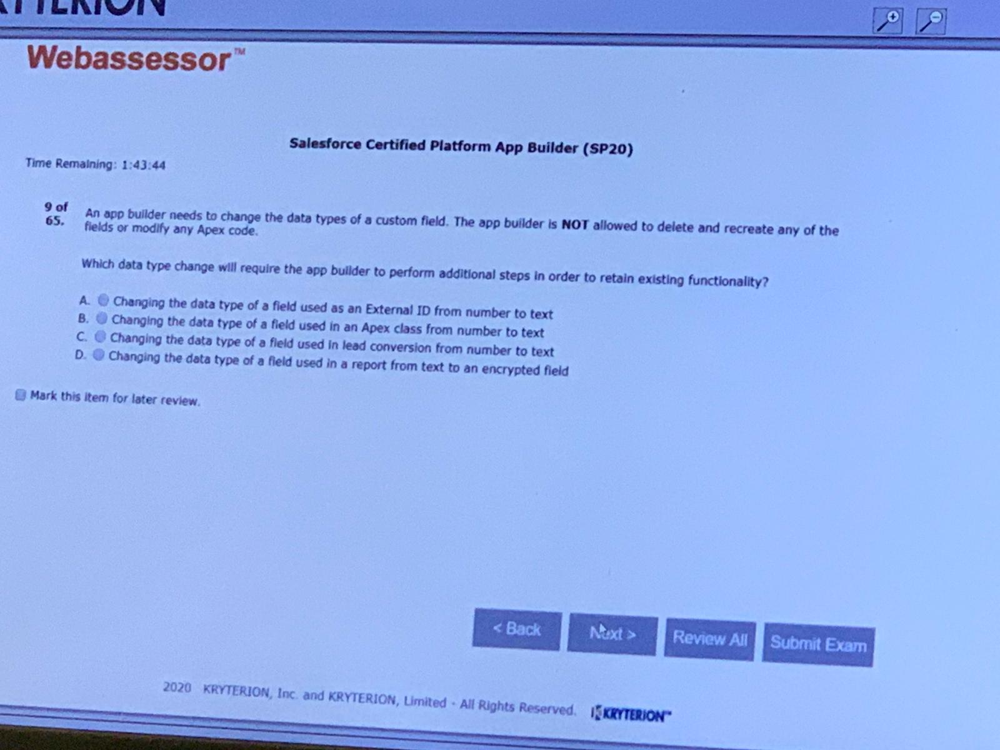 KRYTERION
Webassessor™
Salesforce Certified Platform App Builder (SP20)
Time Remaining: 1:43:44
9 of
65.
An app builder needs to change the data types of a custom field. The app builder is NOT allowed to delete and recreate any of the
fields or modify any Apex code.
Which data type change will require the app builder to perform additional steps in order to retain existing functionality?
A. Changing the data type of a field used as an External ID from number to text
B. Changing the data type of a field used in an Apex class from number to text
C. Changing the data type of a field used in lead conversion from number to text
D. Changing the data type of a field used in a report from text to an encrypted field
Mark this item for later review.
< Back Next > Review All Submit Exam
2020 KRYTERION, Inc. and KRYTERION, Limited - All Rights Reserved. KRYTERION™